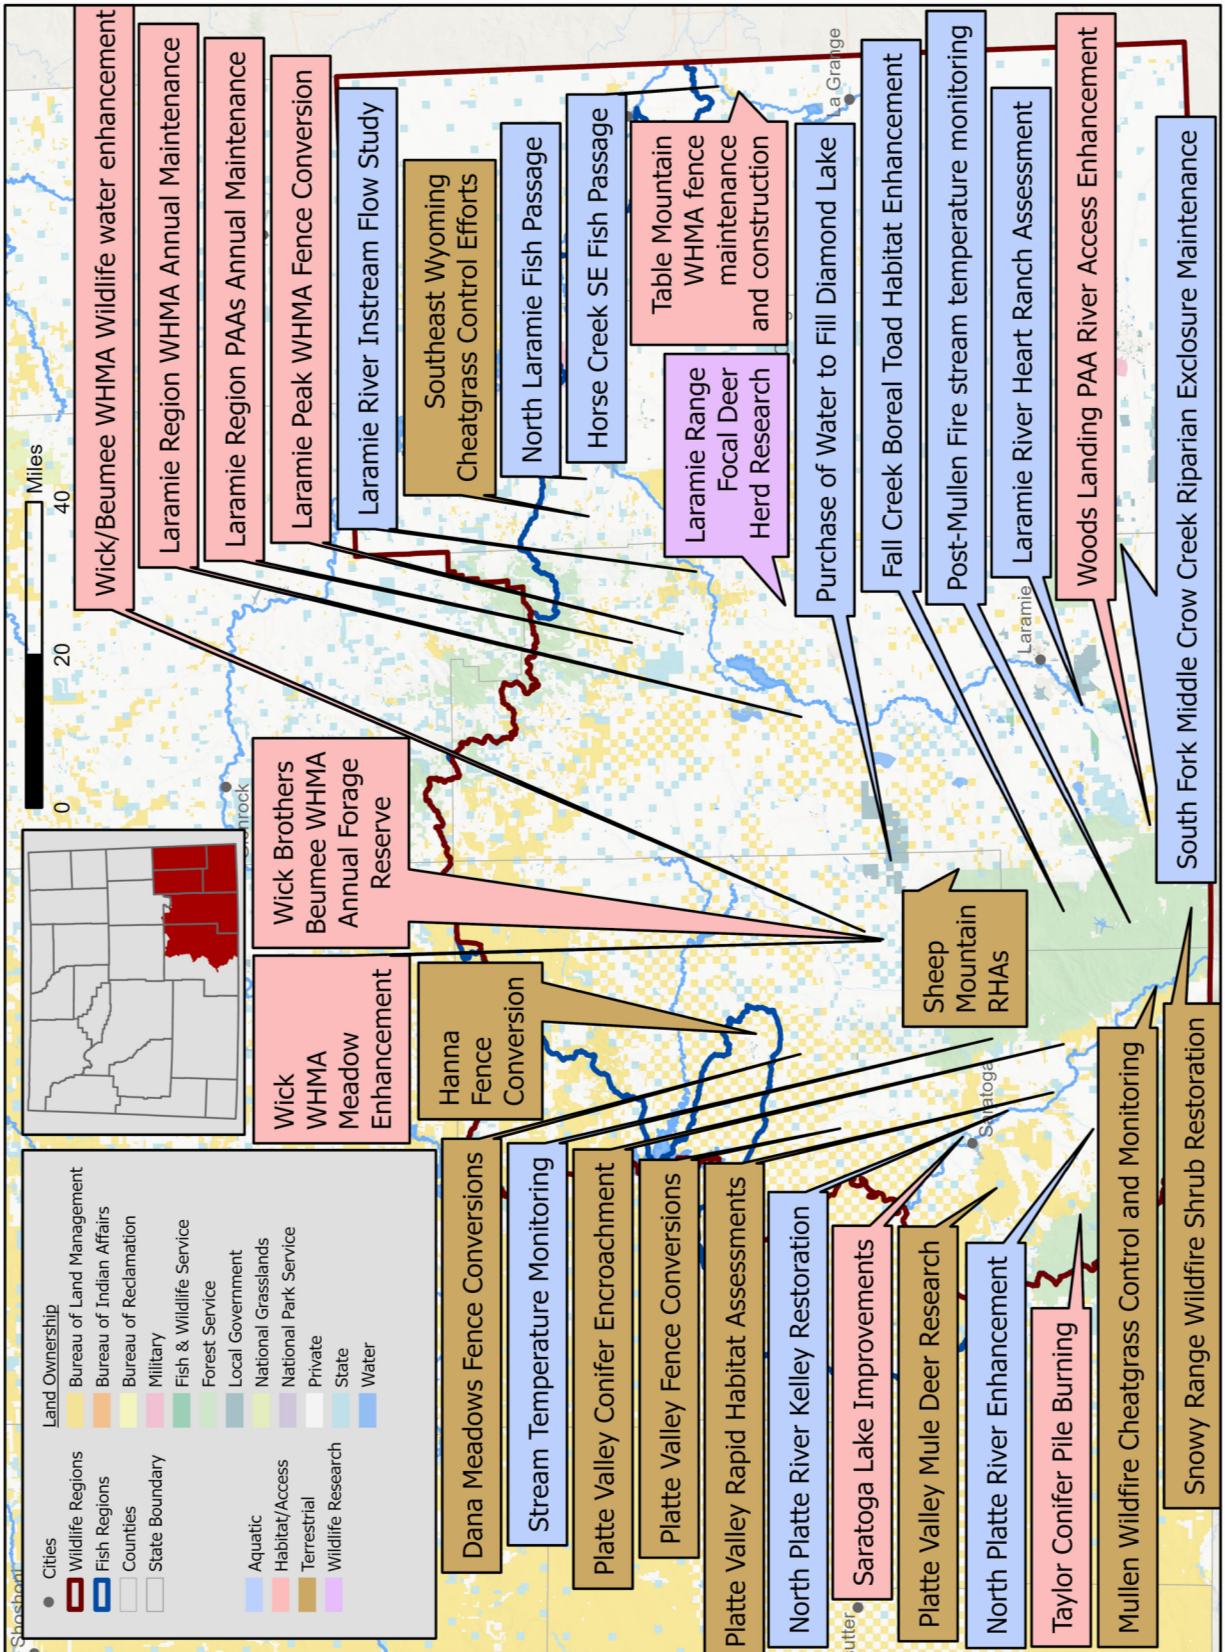 Shoshoni
Cities
Wildlife Regions
Fish Regions
Counties
State Boundary
Aquatic
Habitat/Access
Terrestrial
Wildlife Research
Land Ownership
Bureau of Land Management
Bureau of Indian Affairs
Bureau of Reclamation
Military
Fish & Wildlife Service
Forest Service
Local Government
National Grasslands
National Park Service
Private
State
Water
0 20 40
Miles
Wick/Beumee WHMA Wildlife water enhancement
Laramie Region WHMA Annual Maintenance
Laramie Region PAAs Annual Maintenance
Laramie Peak WHMA Fence Conversion
Laramie River Instream Flow Study
Southeast Wyoming
Cheatgrass Control Efforts
North Laramie Fish Passage
Horse Creek SE Fish Passage
Table Mountain
WHMA fence
maintenance
and construction
Laramie Range
Focal Deer
Herd Research
Wick
WHMA
Meadow
Enhancement
Wick Brothers
Beumee WHMA
Annual Forage
Reserve
Hanna
Fence
Conversion
Dana Meadows Fence Conversions
Stream Temperature Monitoring
Platte Valley Conifer Encroachment
Platte Valley Fence Conversions
Platte Valley Rapid Habitat Assessments
North Platte River Kelley Restoration
Saratoga Lake Improvements
utter
Platte Valley Mule Deer Research
North Platte River Enhancement
Saratoga
Taylor Conifer Pile Burning
Mullen Wildfire Cheatgrass Control and Monitoring
Snowy Range Wildfire Shrub Restoration
Sheep
Mountain
RHAs
Purchase of Water to Fill Diamond Lake
La Grange
Fall Creek Boreal Toad Habitat Enhancement
Post-Mullen Fire stream temperature monitoring
Laramie River Heart Ranch Assessment
Laramie
Woods Landing PAA River Access Enhancement
South Fork Middle Crow Creek Riparian Exclosure Maintenance